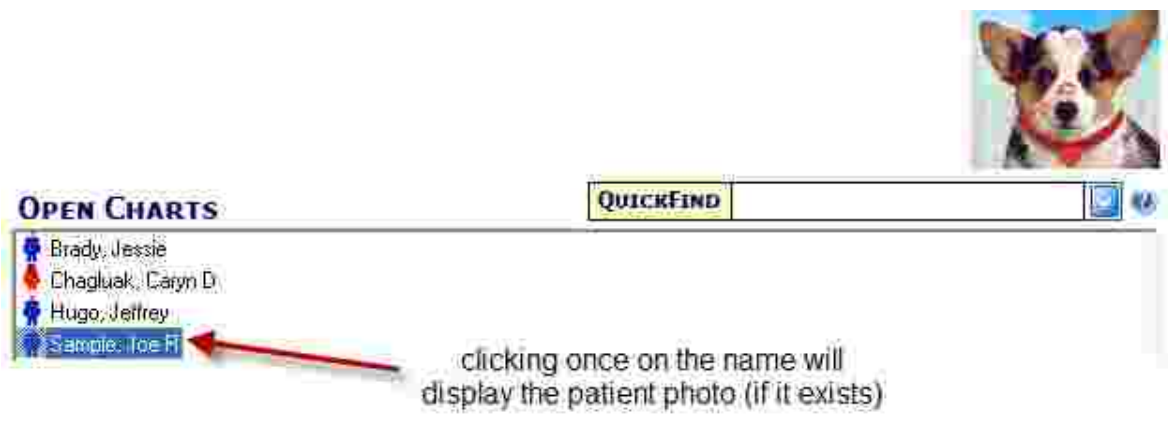 OPEN CHARTS
QUICKFIND
Brady, Jessie
Chagluak, Caryn D
Hugo, Jeffrey
Sample, Joe R
clicking once on the name will
display the patient photo (if it exists)